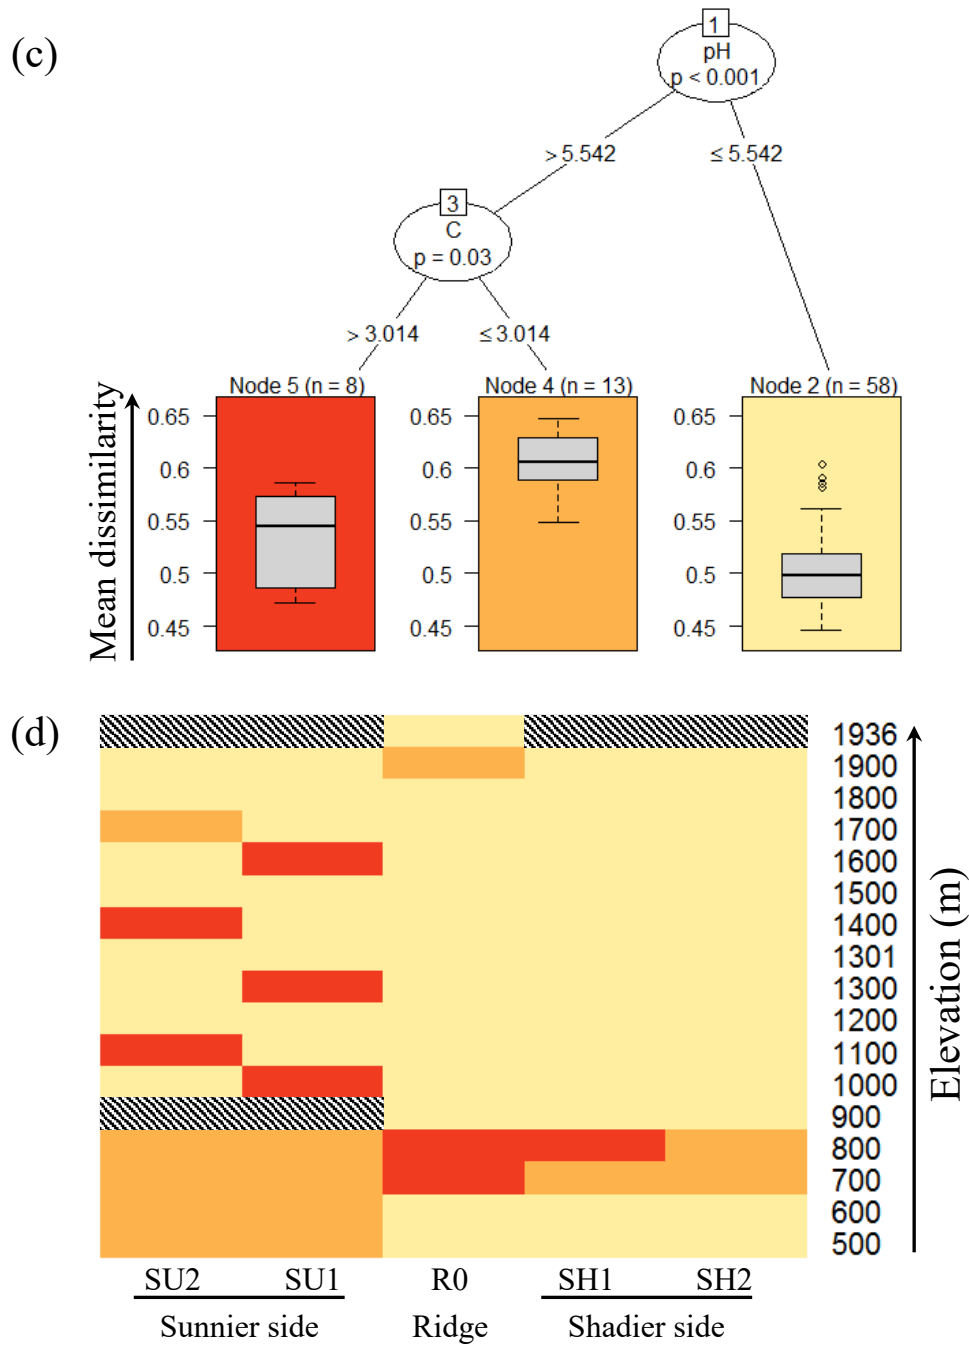 (c)
1
pH
p < 0.001
> 5.542
≤ 5.542
3
C
p = 0.03
> 3.014
≤ 3.014
Node 5 (n = 8)
Node 4 (n = 13)
Node 2 (n = 58)
Mean dissimilarity
0.65
0.6
0.55
0.5
0.45
0.65
0.6
0.55
0.5
0.45
0.65
0.6
0.55
0.5
0.45
(d)
1936
1900
1800
1700
1600
1500
1400
1301
1300
1200
1100
1000
900
800
700
600
500
Elevation (m)
SU2 SU1 R0 SH1 SH2
Sunnier side Ridge Shadier side